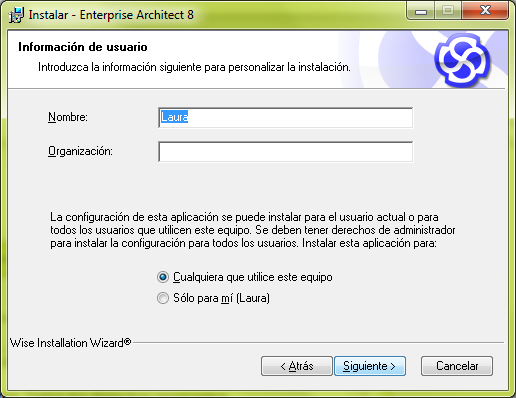 Instalar - Enterprise Architect 8
Información de usuario
Introduzca la información siguiente para personalizar la instalación.
Nombre:
Laura
Organización:
La configuración de esta aplicación se puede instalar para el usuario actual o para
todos los usuarios que utilicen este equipo. Se deben tener derechos de administrador
para instalar la configuración para todos los usuarios. Instalar esta aplicación para:
Cualquiera que utilice este equipo
Sólo para mí (Laura)
Wise Installation Wizard®
< Atrás
Siguiente >
Cancelar